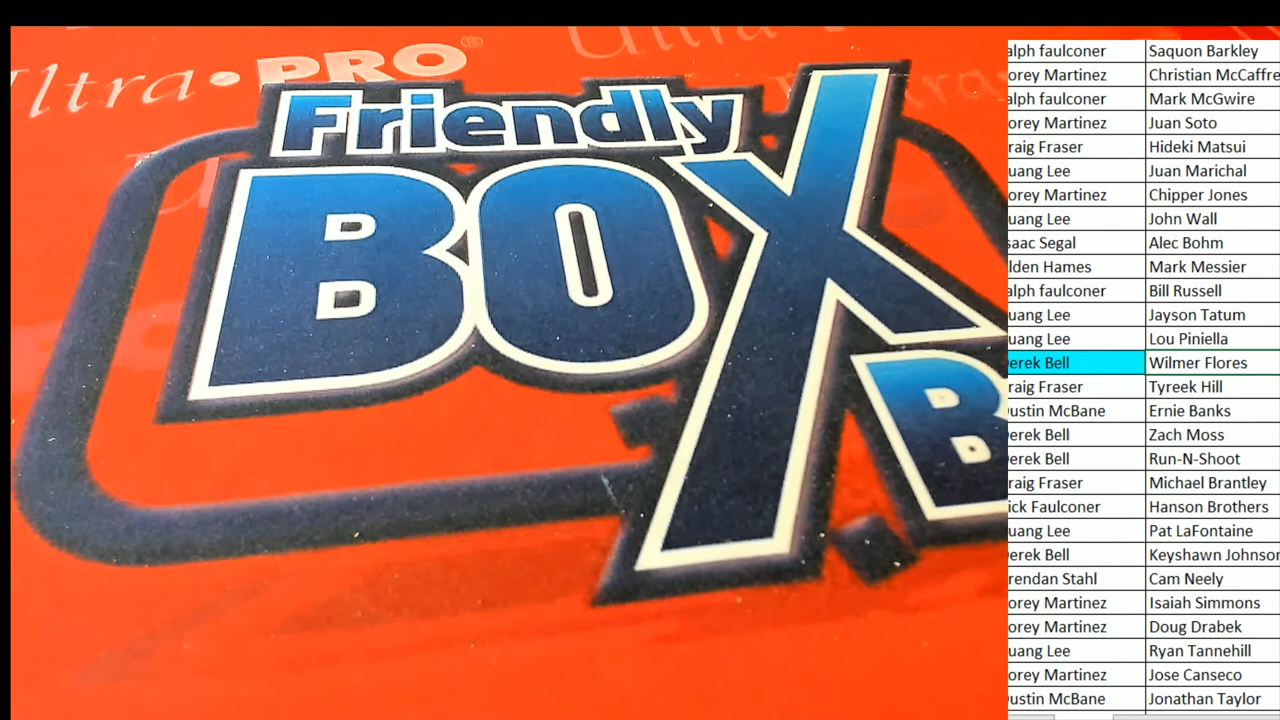 Ultra PRO®
Ultra
Friendly
BOX
B
alph faulconer Saquon Barkley
orey Martinez Christian McCaffre
alph faulconer Mark McGwire
orey Martinez Juan Soto
raig Fraser Hideki Matsui
uang Lee Juan Marichal
orey Martinez Chipper Jones
uang Lee John Wall
saac Segal Alec Bohm
lden Hames Mark Messier
alph faulconer Bill Russell
uang Lee Jayson Tatum
uang Lee Lou Piniella
erek Bell Wilmer Flores
raig Fraser Tyreek Hill
ustin McBane Ernie Banks
erek Bell Zach Moss
erek Bell Run-N-Shoot
raig Fraser Michael Brantley
ick Faulconer Hanson Brothers
uang Lee Pat LaFontaine
erek Bell Keyshawn Johnson
rendan Stahl Cam Neely
orey Martinez Isaiah Simmons
orey Martinez Doug Drabek
uang Lee Ryan Tannehill
orey Martinez Jose Canseco
ustin McBane Jonathan Taylor